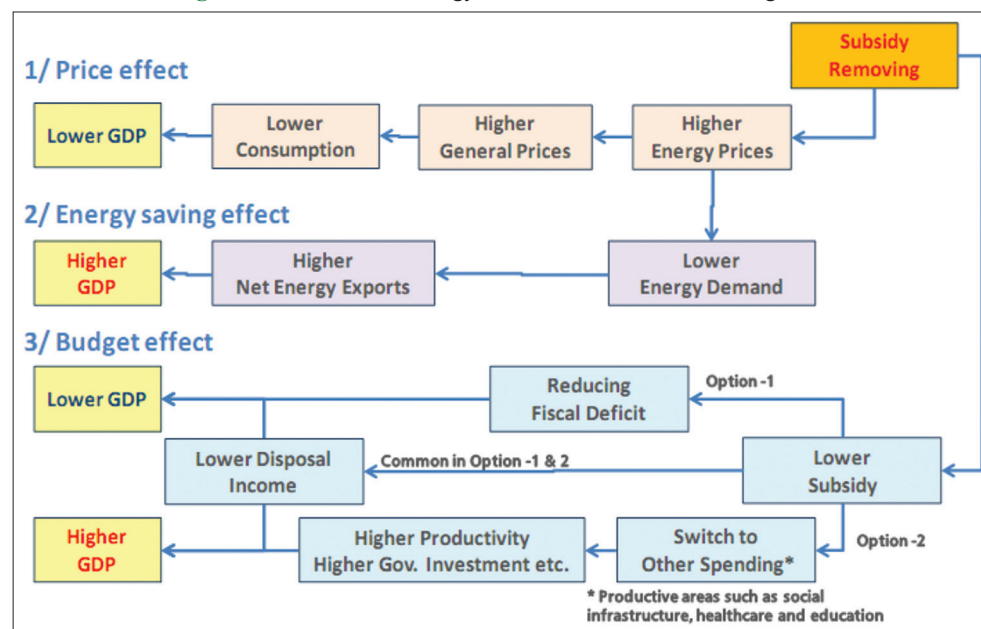 Subsidy
Removing
1/ Price effect
Lower GDP
Lower
Consumption
Higher
General Prices
Higher
Energy Prices
2/ Energy saving effect
Higher
GDP
Higher
Net Energy Exports
Lower
Energy Demand
3/ Budget effect
Lower GDP
Reducing
Fiscal Deficit
Option -1
Lower Disposal
Income
Common in Option -1 & 2
Lower
Subsidy
Higher
GDP
Higher Productivity
Higher Gov. Investment etc.
Switch to
Other Spending*
Option -2
* Productive areas such as social
infrastructure, healthcare and education